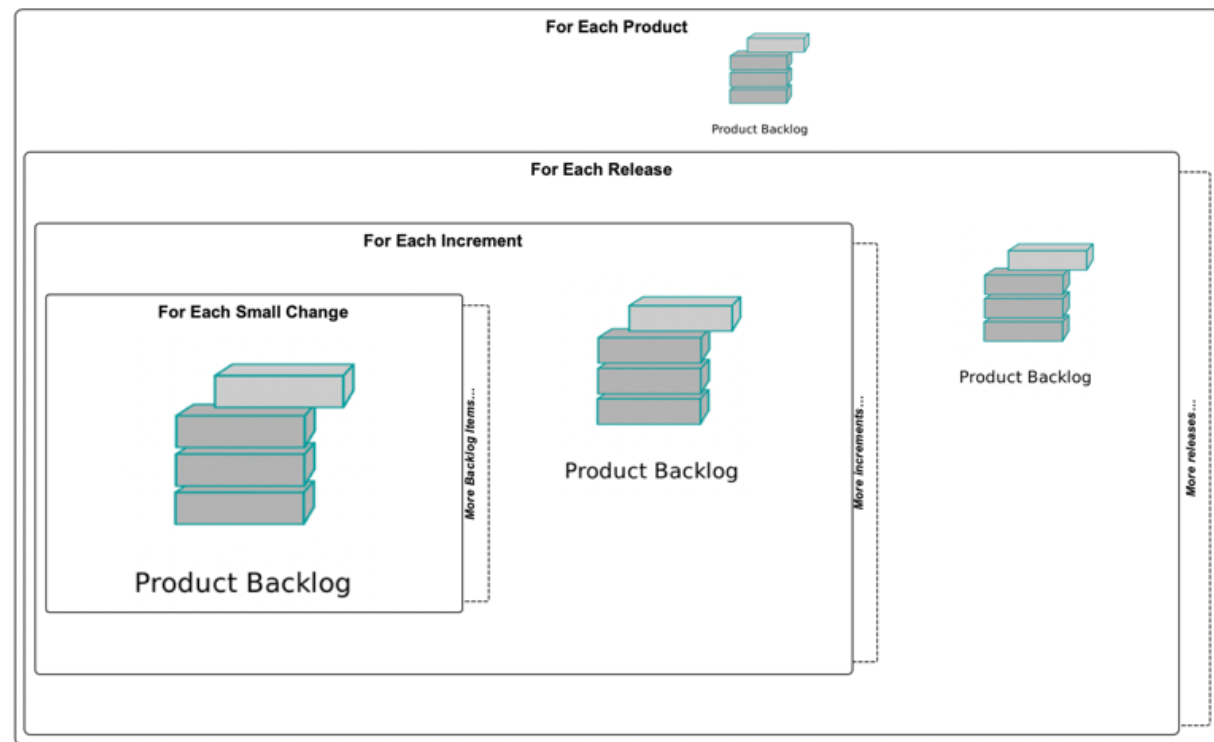 For Each Product
Product Backlog
For Each Release
For Each Increment
Product Backlog
For Each Small Change
Product Backlog
More Backlog Items...
Product Backlog
More increments...
More releases...